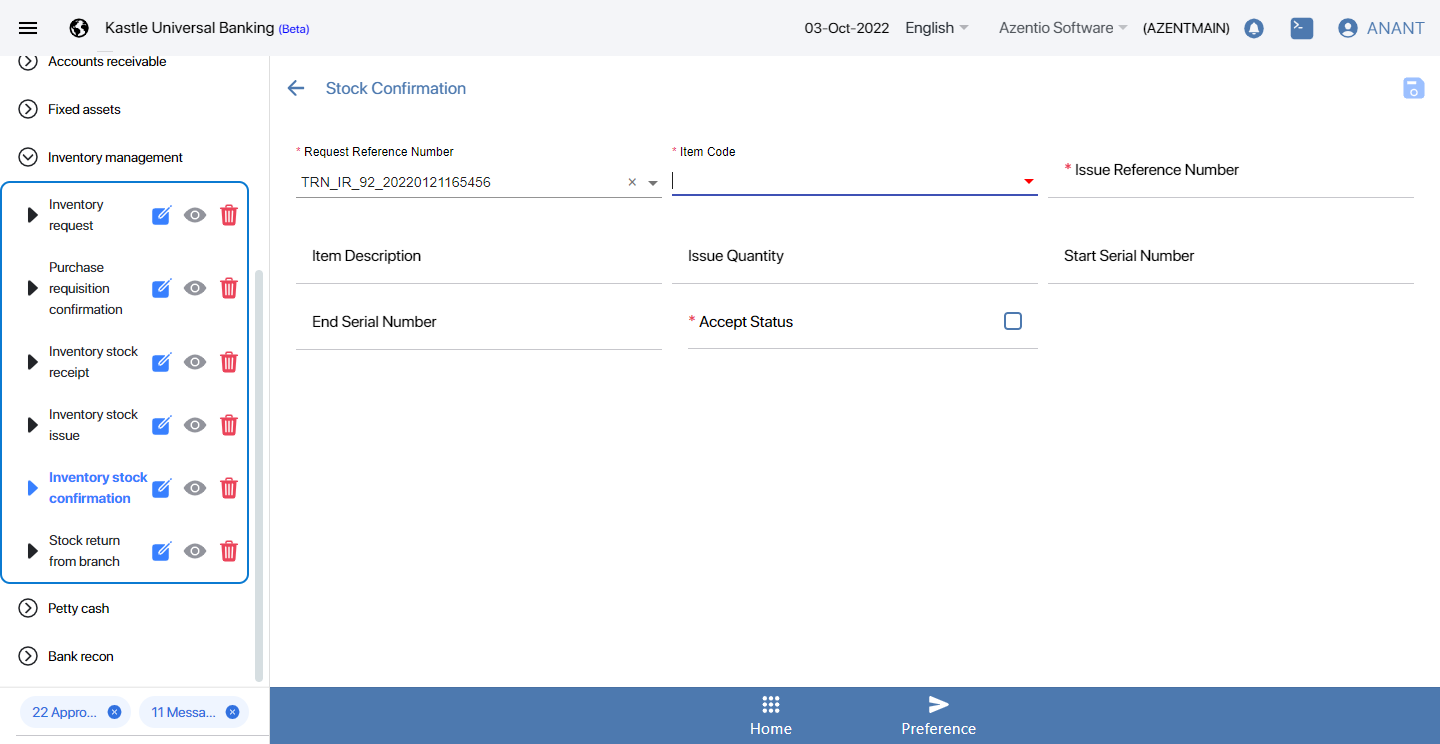 Kastle Universal Banking (Beta)
03-Oct-2022
English
Azentio Software
(AZENTMAIN)
ANANT
Accounts receivable
Fixed assets
Inventory management
Inventory
request
Purchase
requisition
confirmation
Inventory stock
receipt
Inventory stock
issue
Inventory stock
confirmation
Stock return
from branch
Petty cash
Bank recon
22 Appro...
11 Messa...
Stock Confirmation
* Request Reference Number
TRN_IR_92_20220121165456
* Item Code
* Issue Reference Number
Item Description
Issue Quantity
Start Serial Number
End Serial Number
* Accept Status
Home
Preference